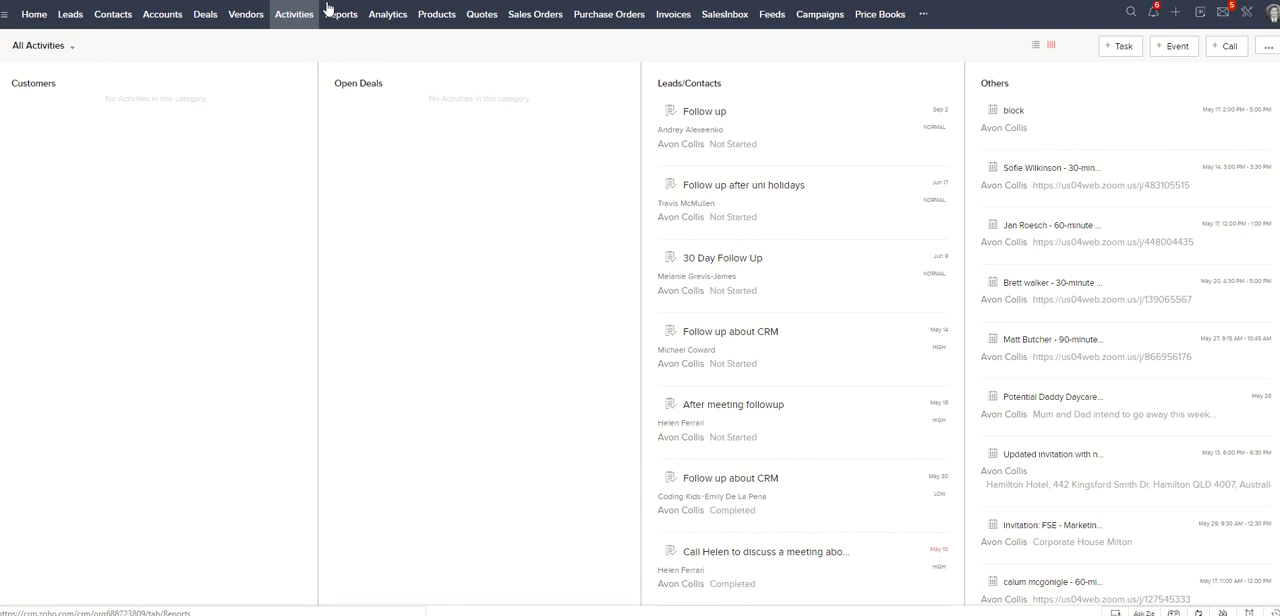 Home Leads Contacts Accounts Deals Vendors Activities Reports Analytics Products Quotes Sales Orders Purchase Orders Invoices SalesInbox Feeds Campaigns Price Books ... 6 5
All Activities + Task + Event + Call ...
Customers
No Activities in this category.
Open Deals
No Activities in this category.
Leads/Contacts
Follow up Sep 2
Andrey Alexeenko NORMAL
Avon Collis Not Started
Follow up after uni holidays Jun 17
Travis McMullen NORMAL
Avon Collis Not Started
30 Day Follow Up Jun 9
Melanie Grevis-James NORMAL
Avon Collis Not Started
Follow up about CRM May 14
Michael Coward HIGH
Avon Collis Not Started
After meeting followup May 18
Helen Ferrari HIGH
Avon Collis Not Started
Follow up about CRM May 30
Coding Kids-Emily De La Pena LOW
Avon Collis Completed
Call Helen to discuss a meeting abo... May 10
Helen Ferrari HIGH
Avon Collis Completed
Others
block May 17, 2:00 PM - 5:00 PM
Avon Collis
Sofie Wilkinson - 30-min... May 14, 3:00 PM - 3:30 PM
Avon Collis https://us04web.zoom.us/j/483105515
Jan Roesch - 60-minute ... May 17, 12:00 PM - 1:00 PM
Avon Collis https://us04web.zoom.us/j/448004435
Brett walker - 30-minute ... May 20, 4:30 PM - 5:00 PM
Avon Collis https://us04web.zoom.us/j/139065567
Matt Butcher - 90-minute... May 27, 9:15 AM - 10:45 AM
Avon Collis https://us04web.zoom.us/j/866956176
Potential Daddy Daycare... May 28
Avon Collis Mum and Dad intend to go away this week...
Updated invitation with n... May 13, 6:00 PM - 6:30 PM
Avon Collis
Hamilton Hotel, 442 Kingsford Smith Dr, Hamilton QLD 4007, Australi
Invitation: FSE - Marketin... May 29, 9:30 AM - 12:30 PM
Avon Collis Corporate House Milton
calum mcgonigle - 60-mi... May 17, 11:00 AM - 12:00 PM
Avon Collis https://us04web.zoom.us/j/127545333
https://crm.zoho.com/crm/org688723809/tab/Reports Ask Zia